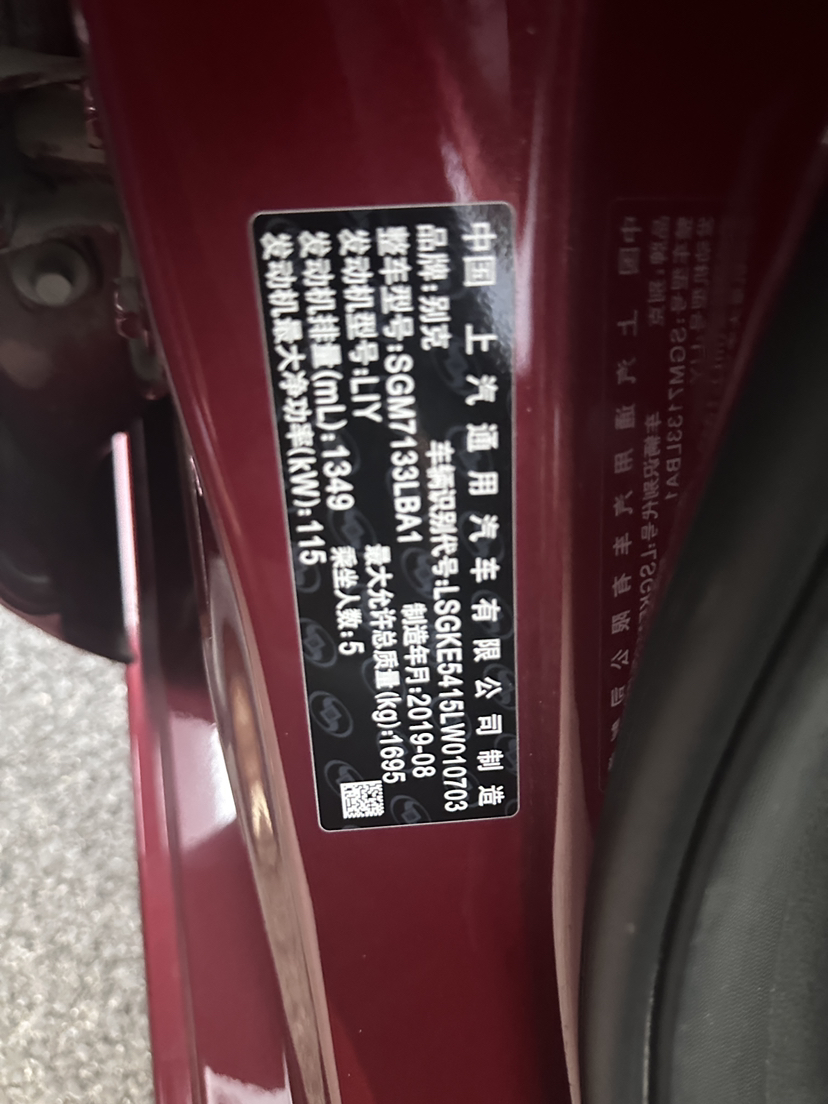 中国 上汽通用汽车有限公司制造
品牌:别克 车辆识别代号:LSGKE5415LW010703
整车型号:SGM7133LBA1 制造年月:2019-08
发动机型号:LIY 最大允许总质量(kg):1695
发动机排量(mL):1349 乘坐人数:5
发动机最大净功率(kW):115